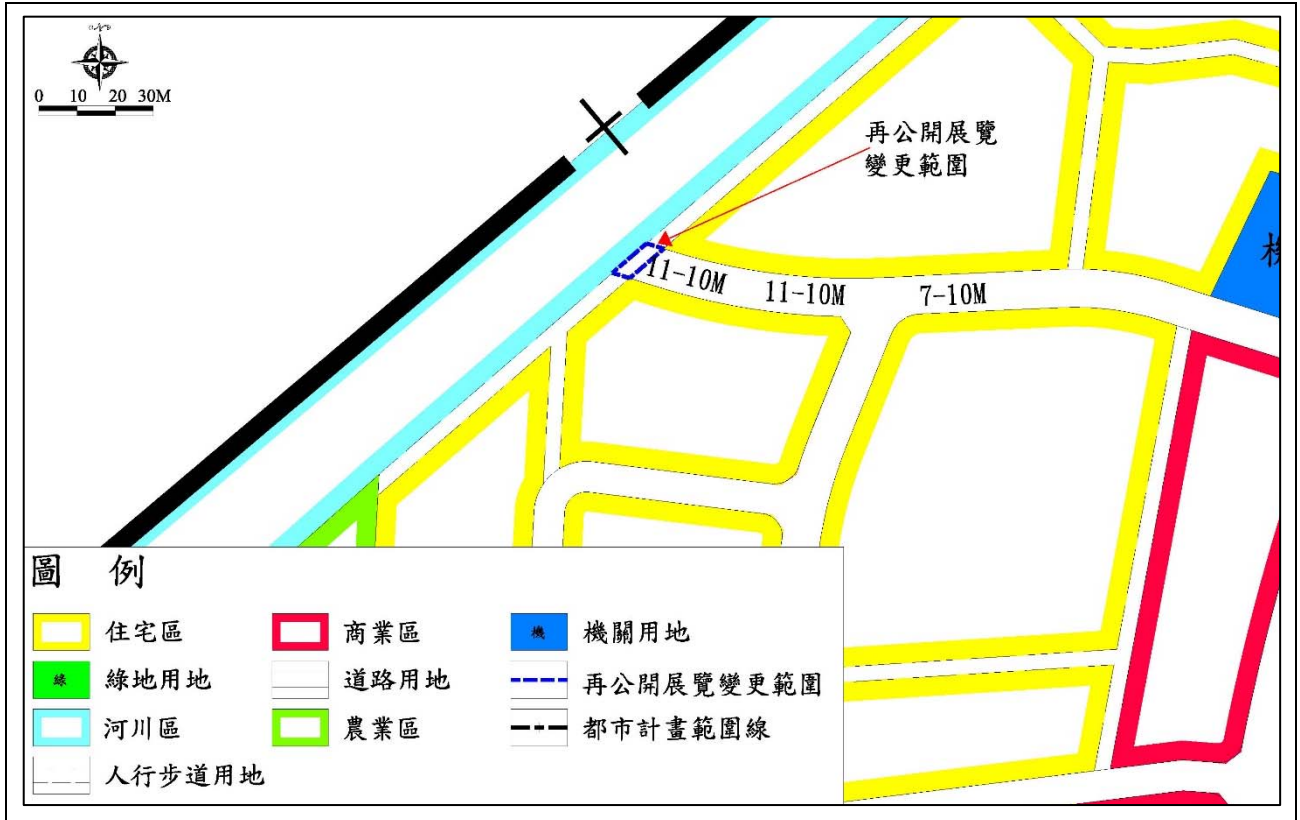 0 10 20 30M
再公開展覽
變更範圍
11-10M
11-10M
7-10M
機
圖 例
住宅區
商業區
機
機關用地
綠
綠地用地
道路用地
再公開展覽變更範圍
河川區
農業區
都市計畫範圍線
人行步道用地